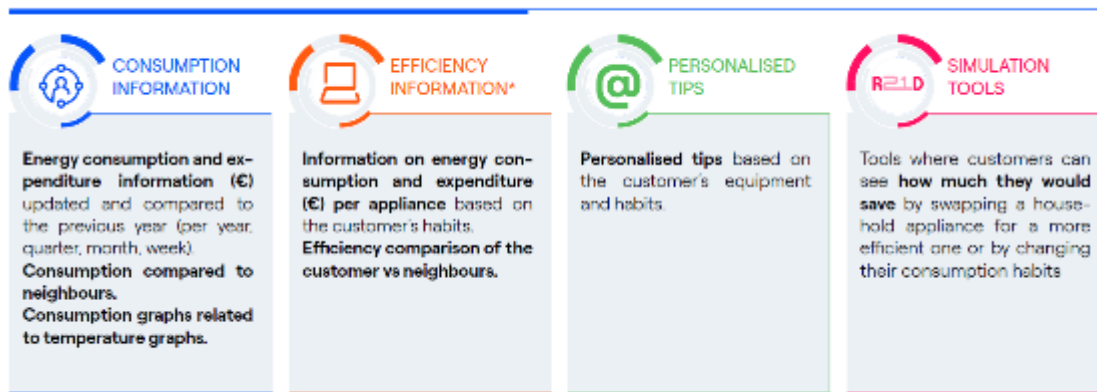 CONSUMPTION
INFORMATION
Energy consumption and ex-
penditure information (€)
updated and compared to
the previous year (per year,
quarter, month, week).
Consumption compared to
neighbours.
Consumption graphs related
to temperature graphs.
EFFICIENCY
INFORMATION*
Information on energy con-
sumption and expenditure
(€) per appliance based on
the customer's habits.
Efficiency comparison of the
customer vs neighbours.
@
PERSONALISED
TIPS
Personalised tips based on
the customer's equipment
and habits.
R21D
SIMULATION
TOOLS
Tools where customers can
see how much they would
save by swapping a house-
hold appliance for a more
efficient one or by changing
their consumption habits